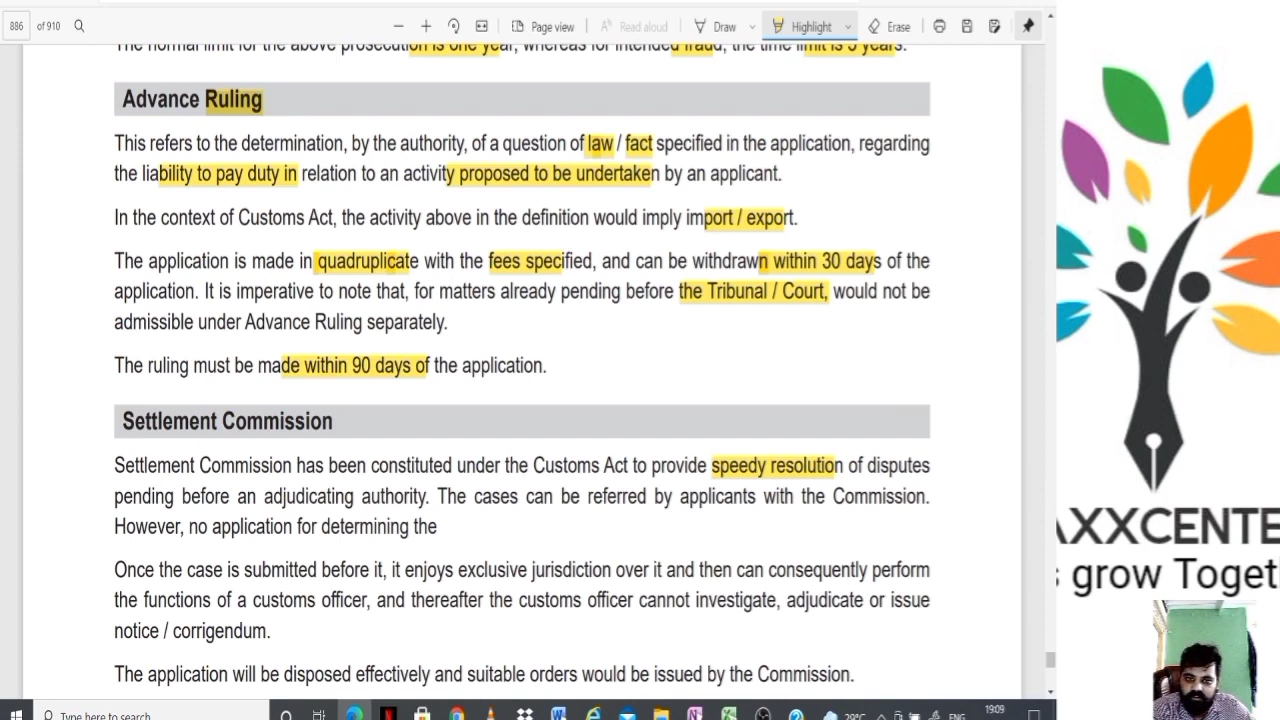 886 of 910 Page view Read aloud Draw Highlight Erase
The normal limit for the above prosecution is one year, whereas for intended fraud, the time limit is 5 years.
Advance Ruling
This refers to the determination, by the authority, of a question of law / fact specified in the application, regarding
the liability to pay duty in relation to an activity proposed to be undertaken by an applicant.
In the context of Customs Act, the activity above in the definition would imply import / export.
The application is made in quadruplicate with the fees specified, and can be withdrawn within 30 days of the
application. It is imperative to note that, for matters already pending before the Tribunal / Court, would not be
admissible under Advance Ruling separately.
The ruling must be made within 90 days of the application.
Settlement Commission
Settlement Commission has been constituted under the Customs Act to provide speedy resolution of disputes
pending before an adjudicating authority. The cases can be referred by applicants with the Commission.
However, no application for determining the
Once the case is submitted before it, it enjoys exclusive jurisdiction over it and then can consequently perform
the functions of a customs officer, and thereafter the customs officer cannot investigate, adjudicate or issue
notice / corrigendum.
The application will be disposed effectively and suitable orders would be issued by the Commission.
AXXCENTE
s grow Togeth
Type here to search 29°C ENG 19:09